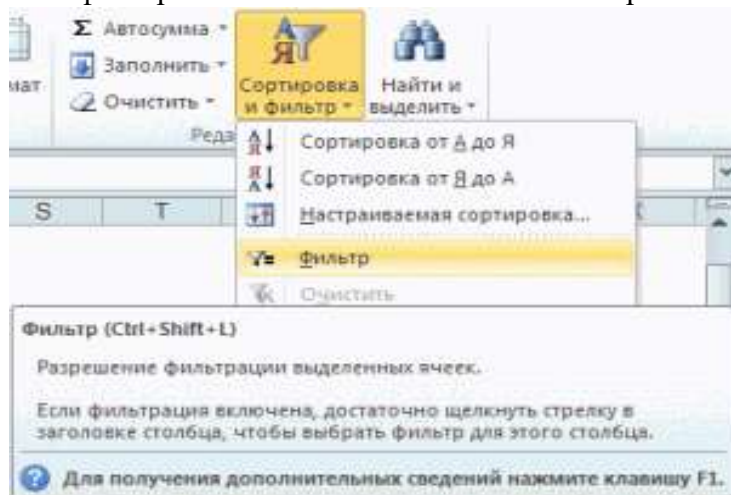 Σ Автосумма
Заполнить
Очистить
Сортировка и фильтр
Найти и выделить
мат
Реда
Сортировка от А до Я
Сортировка от Я до А
Настраиваемая сортировка...
S T
Фильтр
Очистить
Фильтр (Ctrl+Shift+L)
Разрешение фильтрации выделенных ячеек.
Если фильтрация включена, достаточно щелкнуть стрелку в
заголовке столбца, чтобы выбрать фильтр для этого столбца.
Для получения дополнительных сведений нажмите клавишу F1.